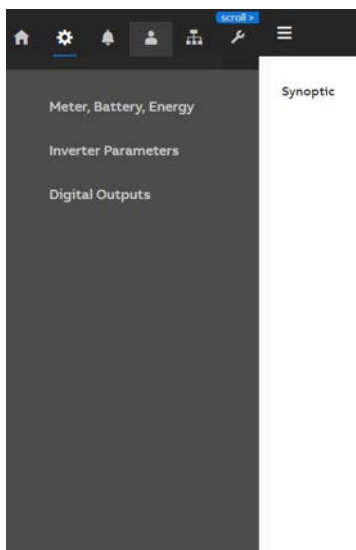 scroll >
Synoptic
Meter, Battery, Energy
Inverter Parameters
Digital Outputs